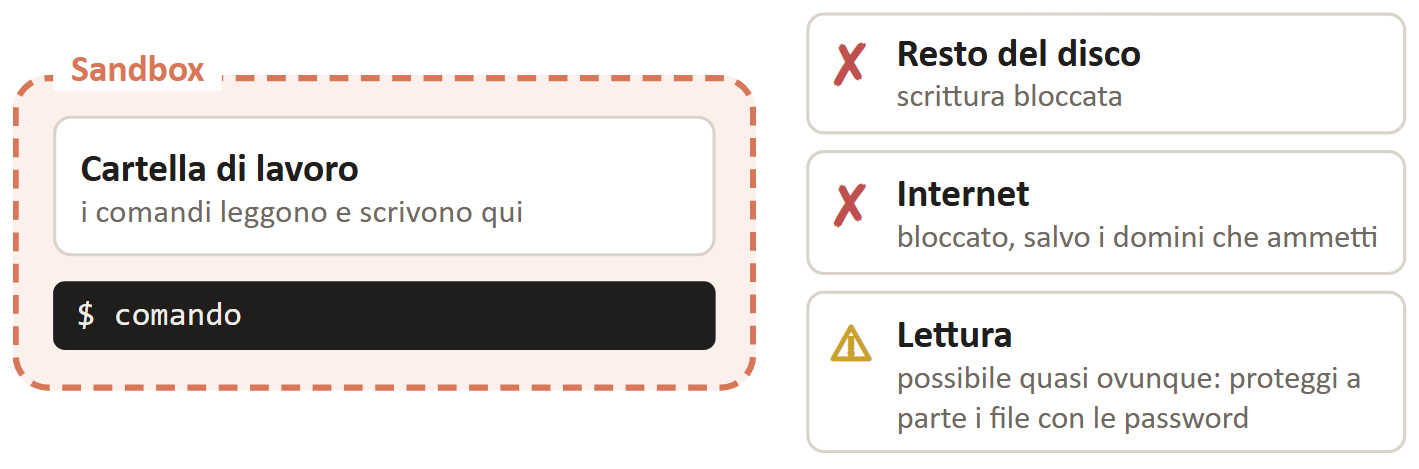 Sandbox
Cartella di lavoro
i comandi leggono e scrivono qui
$ comando
Resto del disco
scrittura bloccata
Internet
bloccato, salvo i domini che ammetti
Lettura
possibile quasi ovunque: proteggi a
parte i file con le password